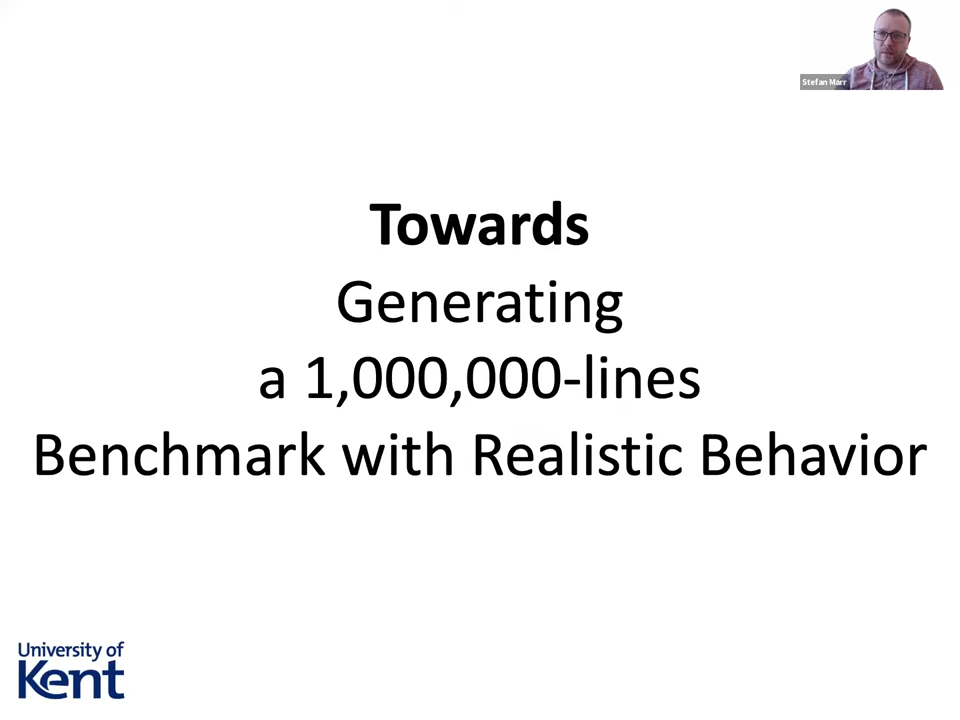 Stefan Marr
Towards
Generating
a 1,000,000-lines
Benchmark with Realistic Behavior
University of
Kent